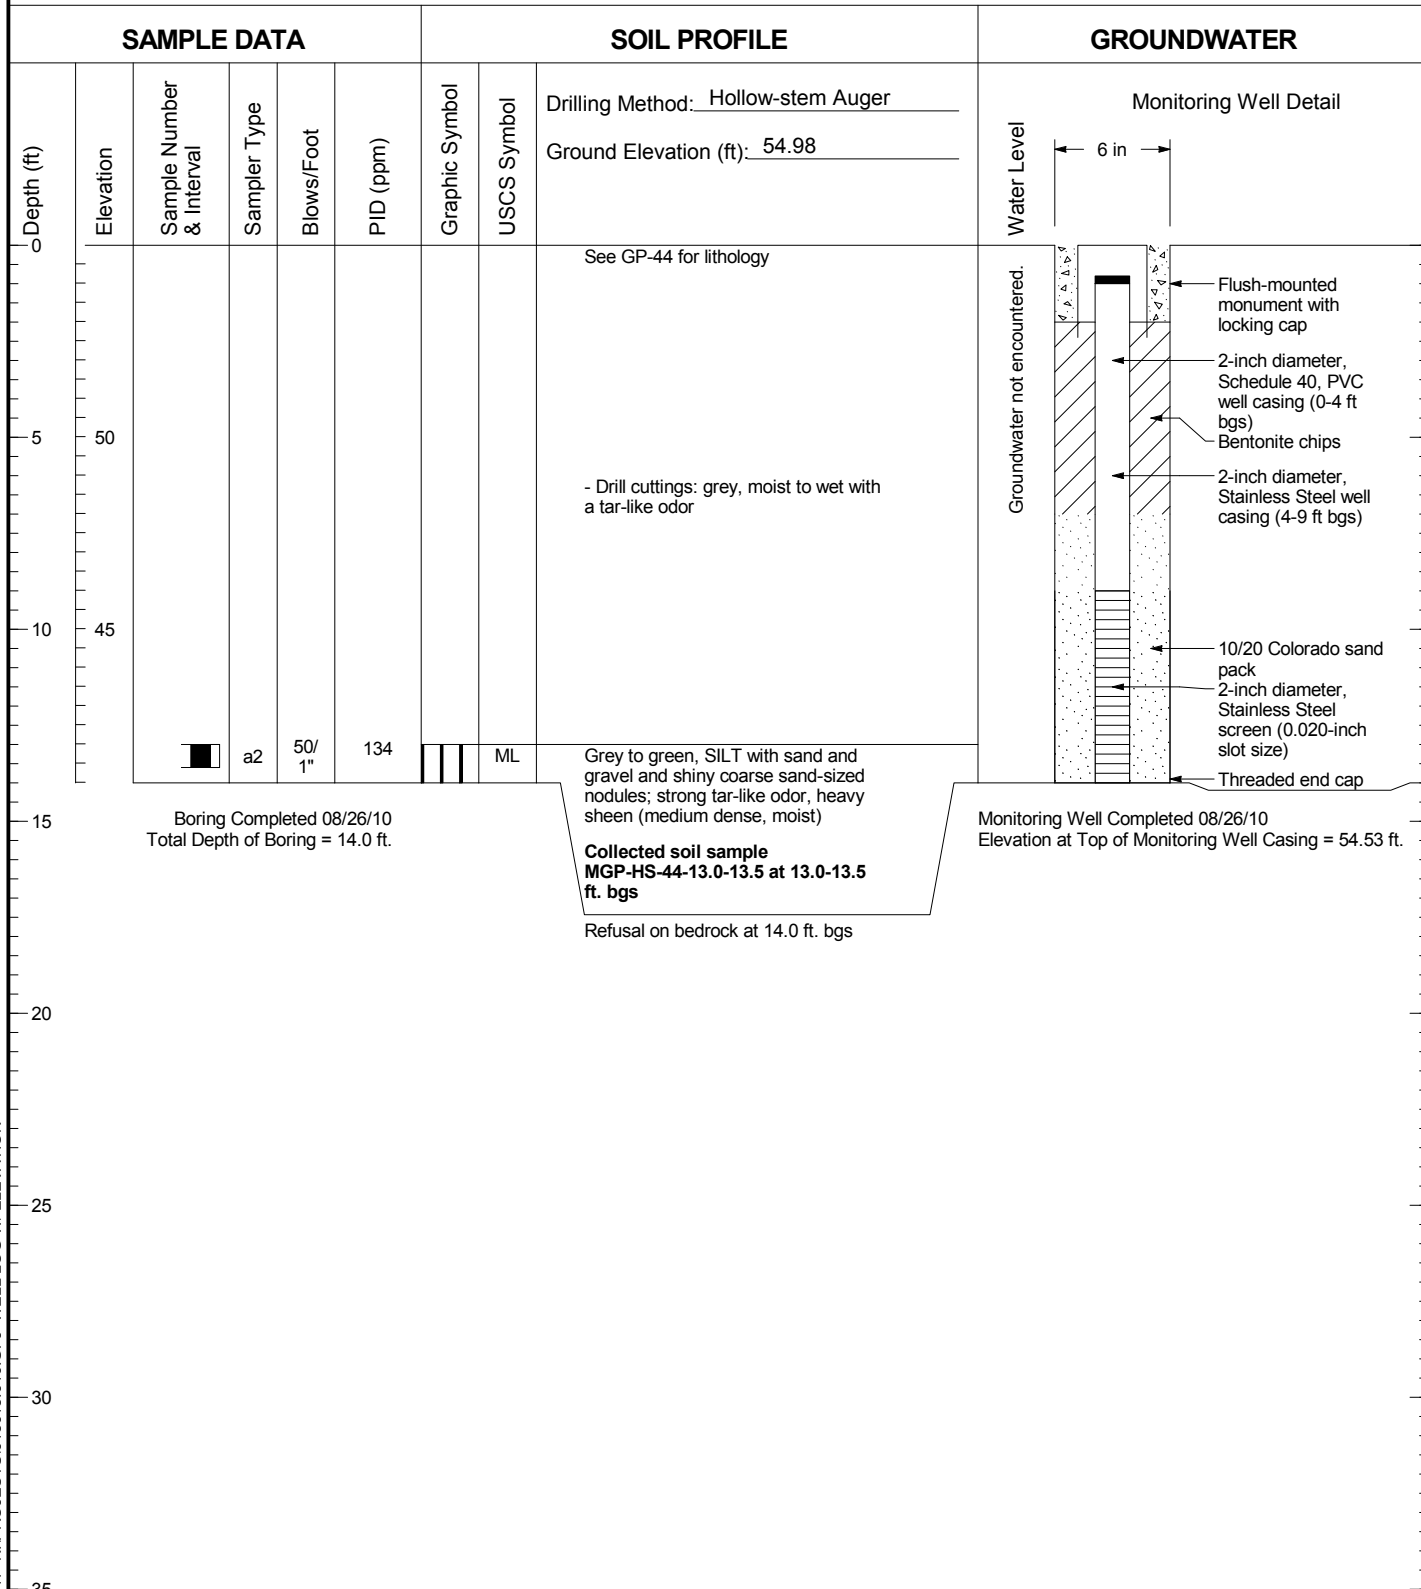 SAMPLE DATA
SOIL PROFILE
GROUNDWATER
Depth (ft)
Elevation
Sample Number
& Interval
Sampler Type
Blows/Foot
PID (ppm)
Graphic Symbol
USCS Symbol
Drilling Method: Hollow-stem Auger
Ground Elevation (ft): 54.98
Water Level
Monitoring Well Detail
6 in
0
See GP-44 for lithology
Groundwater not encountered.
Flush-mounted
monument with
locking cap
2-inch diameter,
Schedule 40, PVC
well casing (0-4 ft
bgs)
Bentonite chips
5
50
- Drill cuttings: grey, moist to wet with
a tar-like odor
2-inch diameter,
Stainless Steel well
casing (4-9 ft bgs)
10
45
10/20 Colorado sand
pack
2-inch diameter,
Stainless Steel
screen (0.020-inch
slot size)
Threaded end cap
a2
50/
1"
134
ML
Grey to green, SILT with sand and
gravel and shiny coarse sand-sized
nodules; strong tar-like odor, heavy
sheen (medium dense, moist)
Collected soil sample
MGP-HS-44-13.0-13.5 at 13.0-13.5
ft. bgs
Refusal on bedrock at 14.0 ft. bgs
15
Boring Completed 08/26/10
Total Depth of Boring = 14.0 ft.
Monitoring Well Completed 08/26/10
Elevation at Top of Monitoring Well Casing = 54.53 ft.
20
25
30
35